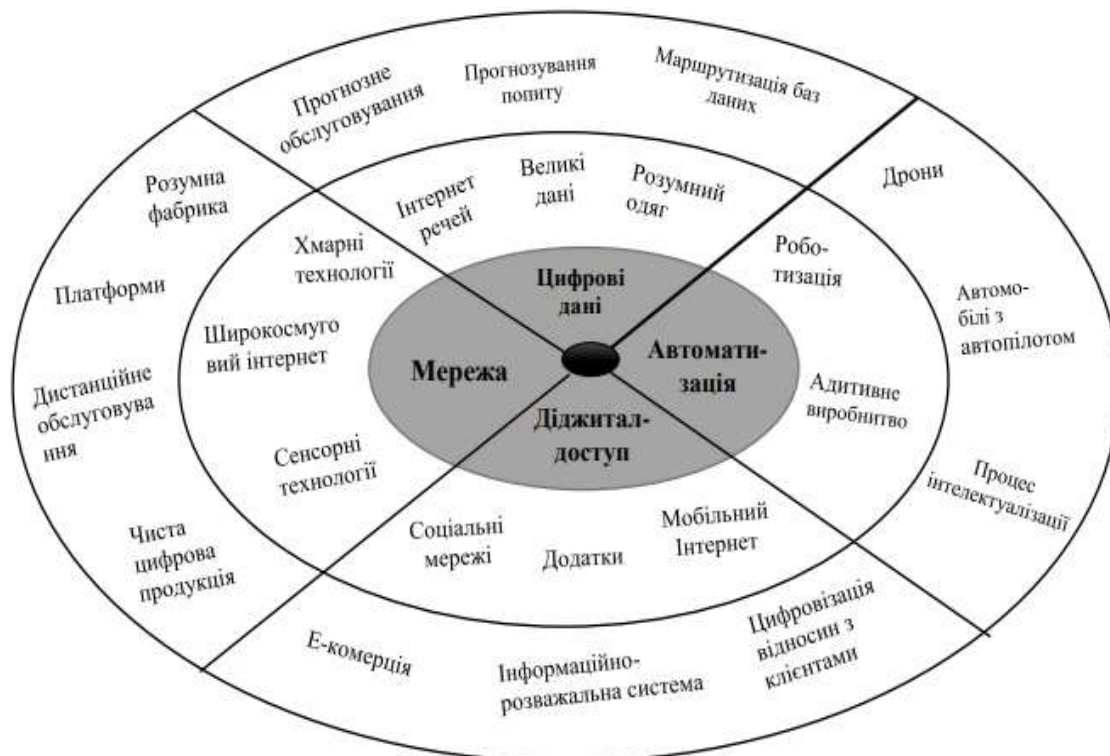 Прогнозне
обслуговування
Прогнозування
попиту
Маршрутизація баз
даних
Розумна
фабрика
Інтернет
речей
Великі
дані
Розумний
одяг
Дрони
Хмарні
технології
Робо-
тизація
Платформи
Цифрові
дані
Автомо-
білі з
автопілотом
Широкосмуго
вий інтернет
Мережа
Автомати-
зація
Дистанційне
обслуговува
ння
Адитивне
виробнитво
Діджитал-
доступ
Сенсорні
технології
Процес
інтелектуалізації
Чиста
цифрова
продукція
Соціальні
мережі
Додатки
Мобільний
Інтернет
Е-комерція
Інформаційно-
розважальна система
Цифровізація
відносин з
клієнтами